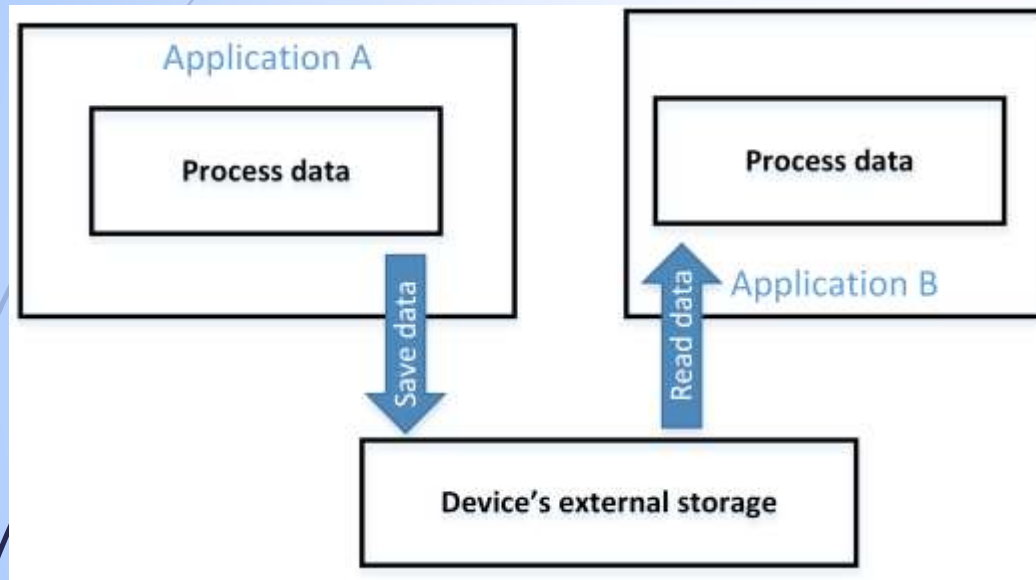 Application A
Process data
Process data
Application B
Save data
Read data
Device’s external storage